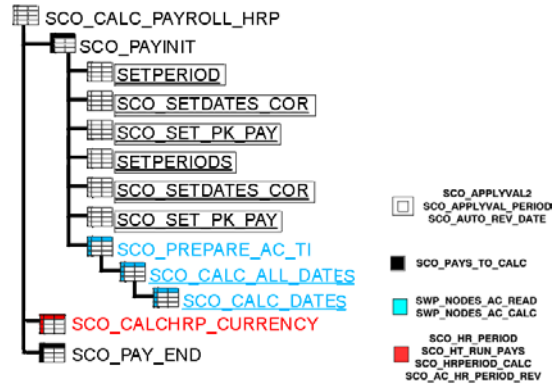 SCO_CALC_PAYROLL_HRP
SCO_PAYINIT
SETPERIOD
SCO_SETDATES_COR
SCO_SET_PK_PAY
SETPERIODS
SCO_SETDATES_COR
SCO_SET_PK_PAY
SCO_PREPARE_AC_TI
SCO_CALC_ALL_DATES
SCO_CALC_DATES
SCO_CALCHRP_CURRENCY
SCO_PAY_END
SCO_APPLYVAL2
SCO_APPLYVAL_PERIOD
SCO_AUTO_REV_DATE
SCO_PAYS_TO_CALC
SWP_NODES_AC_READ
SWP_NODES_AC_CALC
SCO_HR_PERIOD
SCO_HT_RUN_PAYS
SCO_HRPERIOD_CALC
SCO_AC_HR_PERIOD_REV